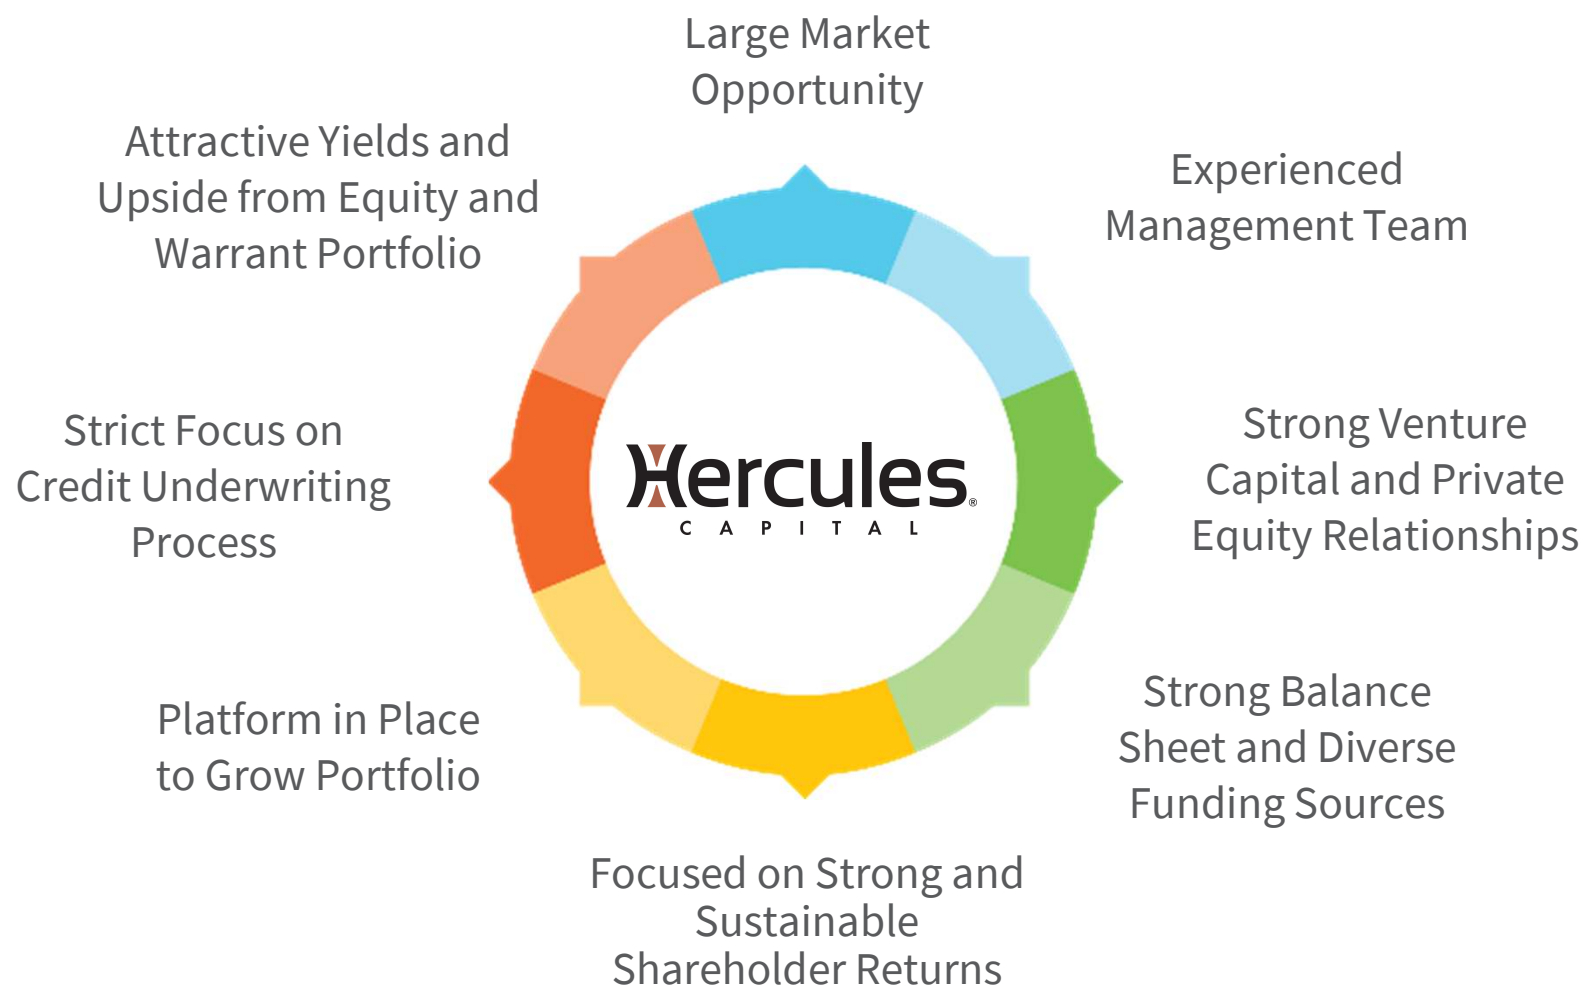 Large Market
Opportunity
Experienced
Management Team
Strong Venture
Capital and Private
Equity Relationships
Strong Balance
Sheet and Diverse
Funding Sources
Focused on Strong and
Sustainable
Shareholder Returns
Platform in Place
to Grow Portfolio
Strict Focus on
Credit Underwriting
Process
Attractive Yields and
Upside from Equity and
Warrant Portfolio
Hercules®
CAPITAL